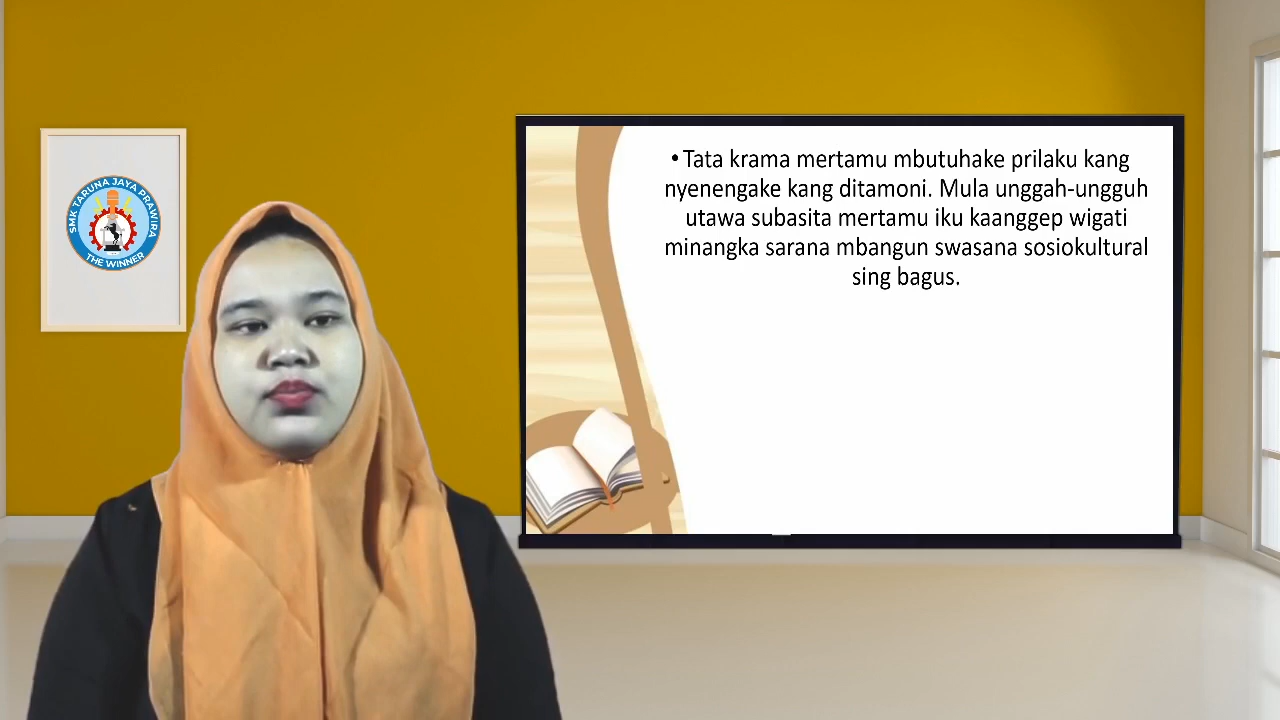 SMK TARUNA JAYA PRAWIRA
THE WINNER
• Tata krama mertamu mbutuhake prilaku kang
nyenengake kang ditamoni. Mula unggah-ungguh
utawa subasita mertamu iku kaanggep wigati
minangka sarana mbangun swasana sosiokultural
sing bagus.